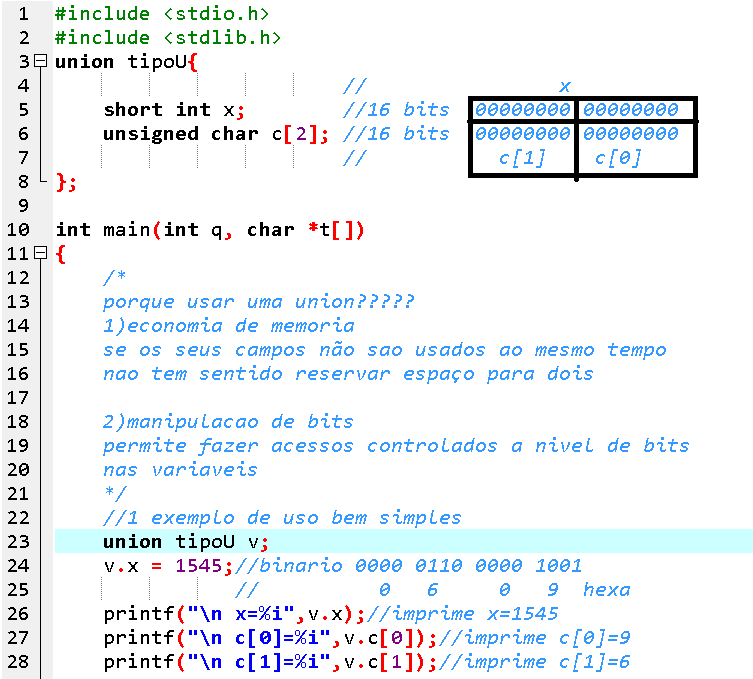 1 #include <stdio.h>
2 #include <stdlib.h>
3 union tipoU{
4 // x
5 short int x; //16 bits 00000000 00000000
6 unsigned char c[2]; //16 bits 00000000 00000000
7 // c[1] c[0]
8 };
9
10 int main(int q, char *t[])
11 {
12 /*
13 porque usar uma union?????
14 1)economia de memoria
15 se os seus campos não sao usados ao mesmo tempo
16 nao tem sentido reservar espaço para dois
17
18 2)manipulacao de bits
19 permite fazer acessos controlados a nivel de bits
20 nas variaveis
21 */
22 //1 exemplo de uso bem simples
23 union tipoU v;
24 v.x = 1545;//binario 0000 0110 0000 1001
25 // 0 6 0 9 hexa
26 printf("\n x=%i",v.x);//imprime x=1545
27 printf("\n c[0]=%i",v.c[0]);//imprime c[0]=9
28 printf("\n c[1]=%i",v.c[1]);//imprime c[1]=6